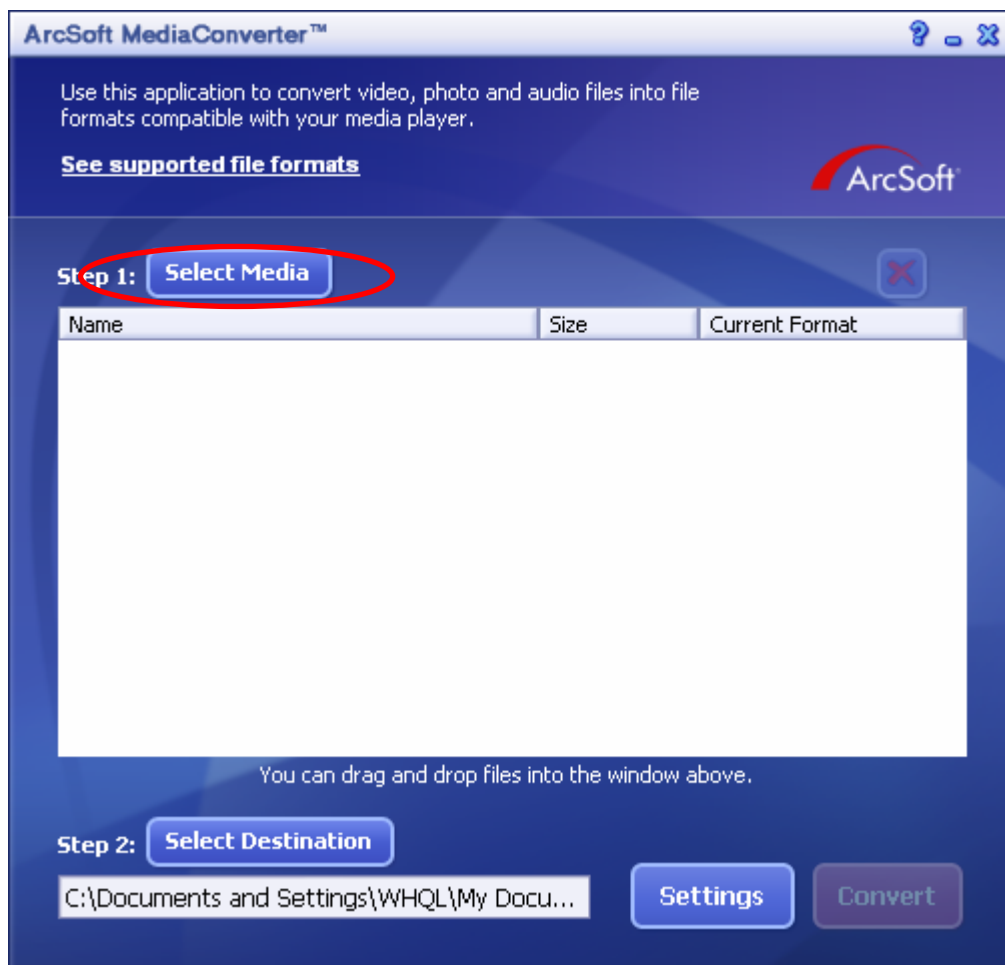 ArcSoft MediaConverter™
Use this application to convert video, photo and audio files into file
formats compatible with your media player.
See supported file formats
ArcSoft
Step 1: Select Media
Name Size Current Format
You can drag and drop files into the window above.
Step 2: Select Destination
C:\Documents and Settings\WHQL\My Docu...
Settings Convert